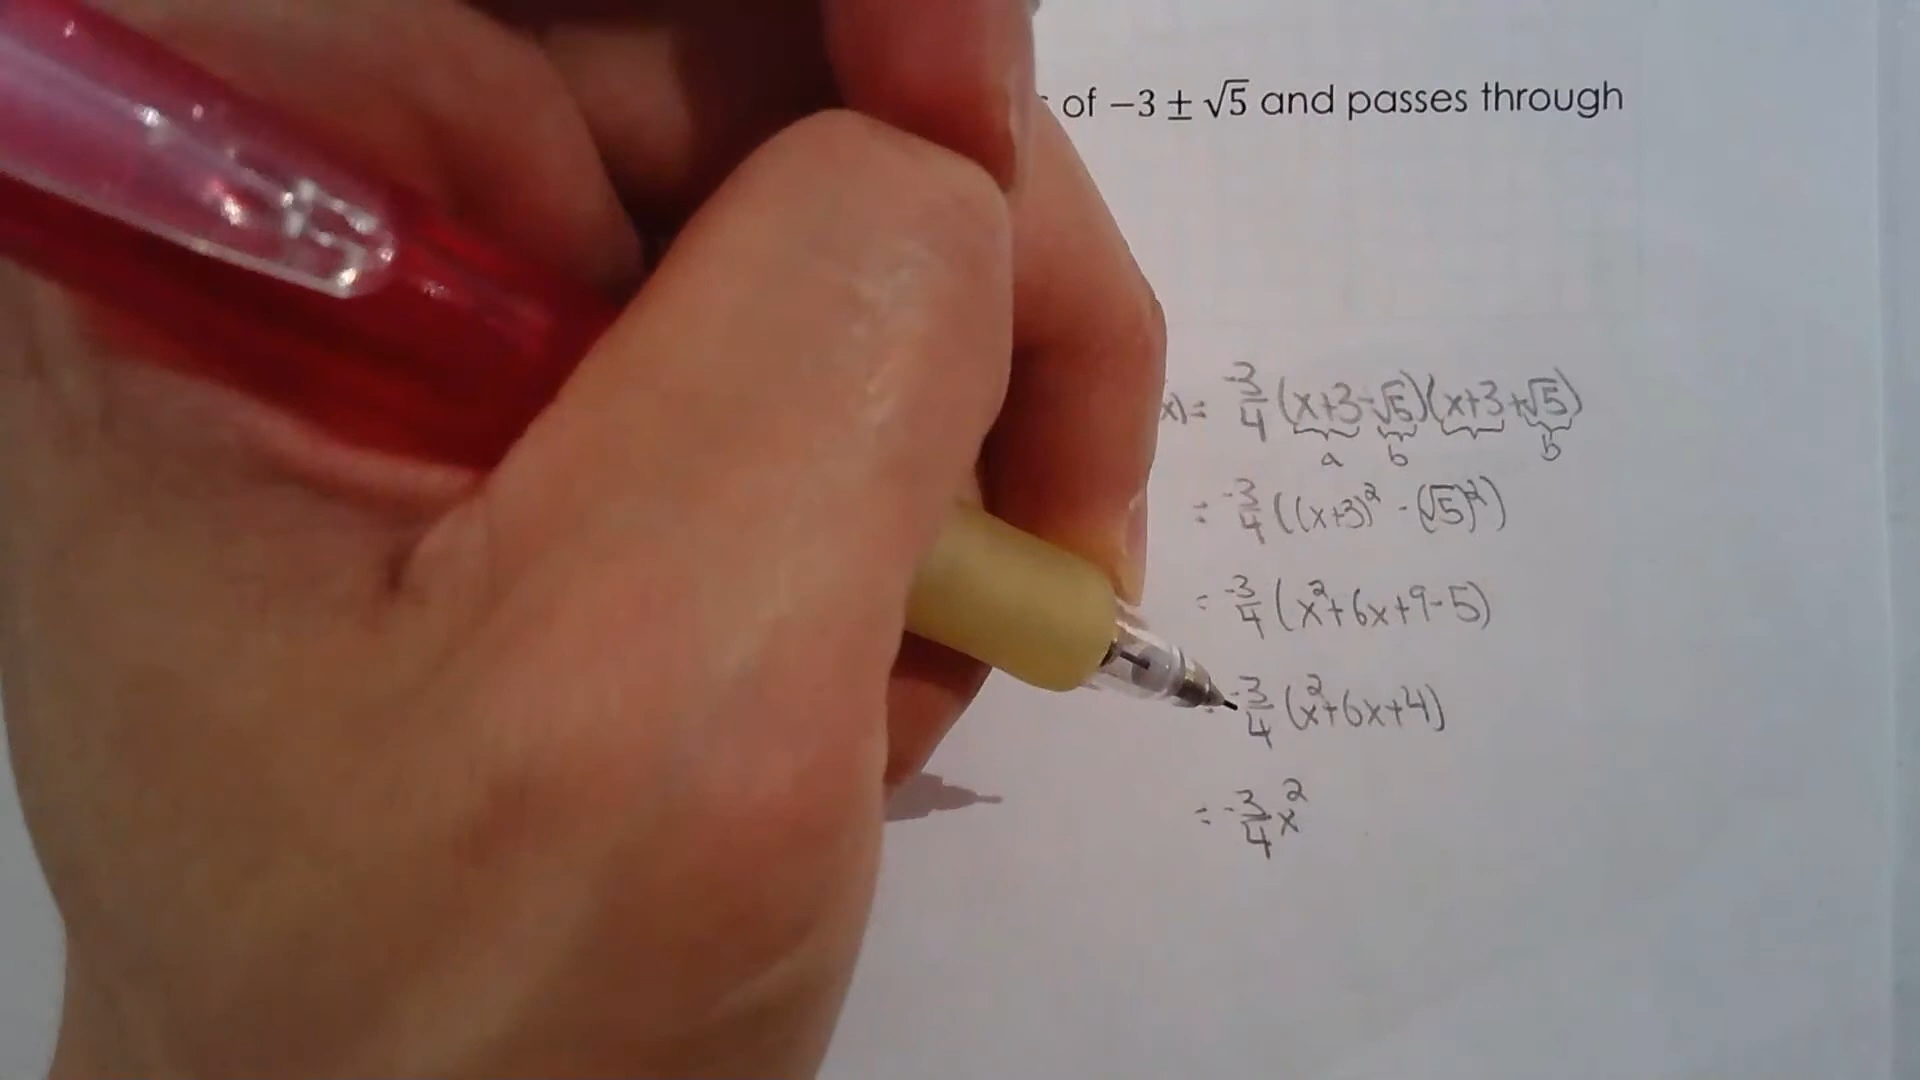 of −3 ± √5 and passes through
x) = -3/4 (x+3-√5)(x+3+√5)
a b b
= -3/4 ((x+3)² - (√5)²)
= -3/4 (x²+6x+9-5)
= -3/4 (x²+6x+4)
= -3/4 x²